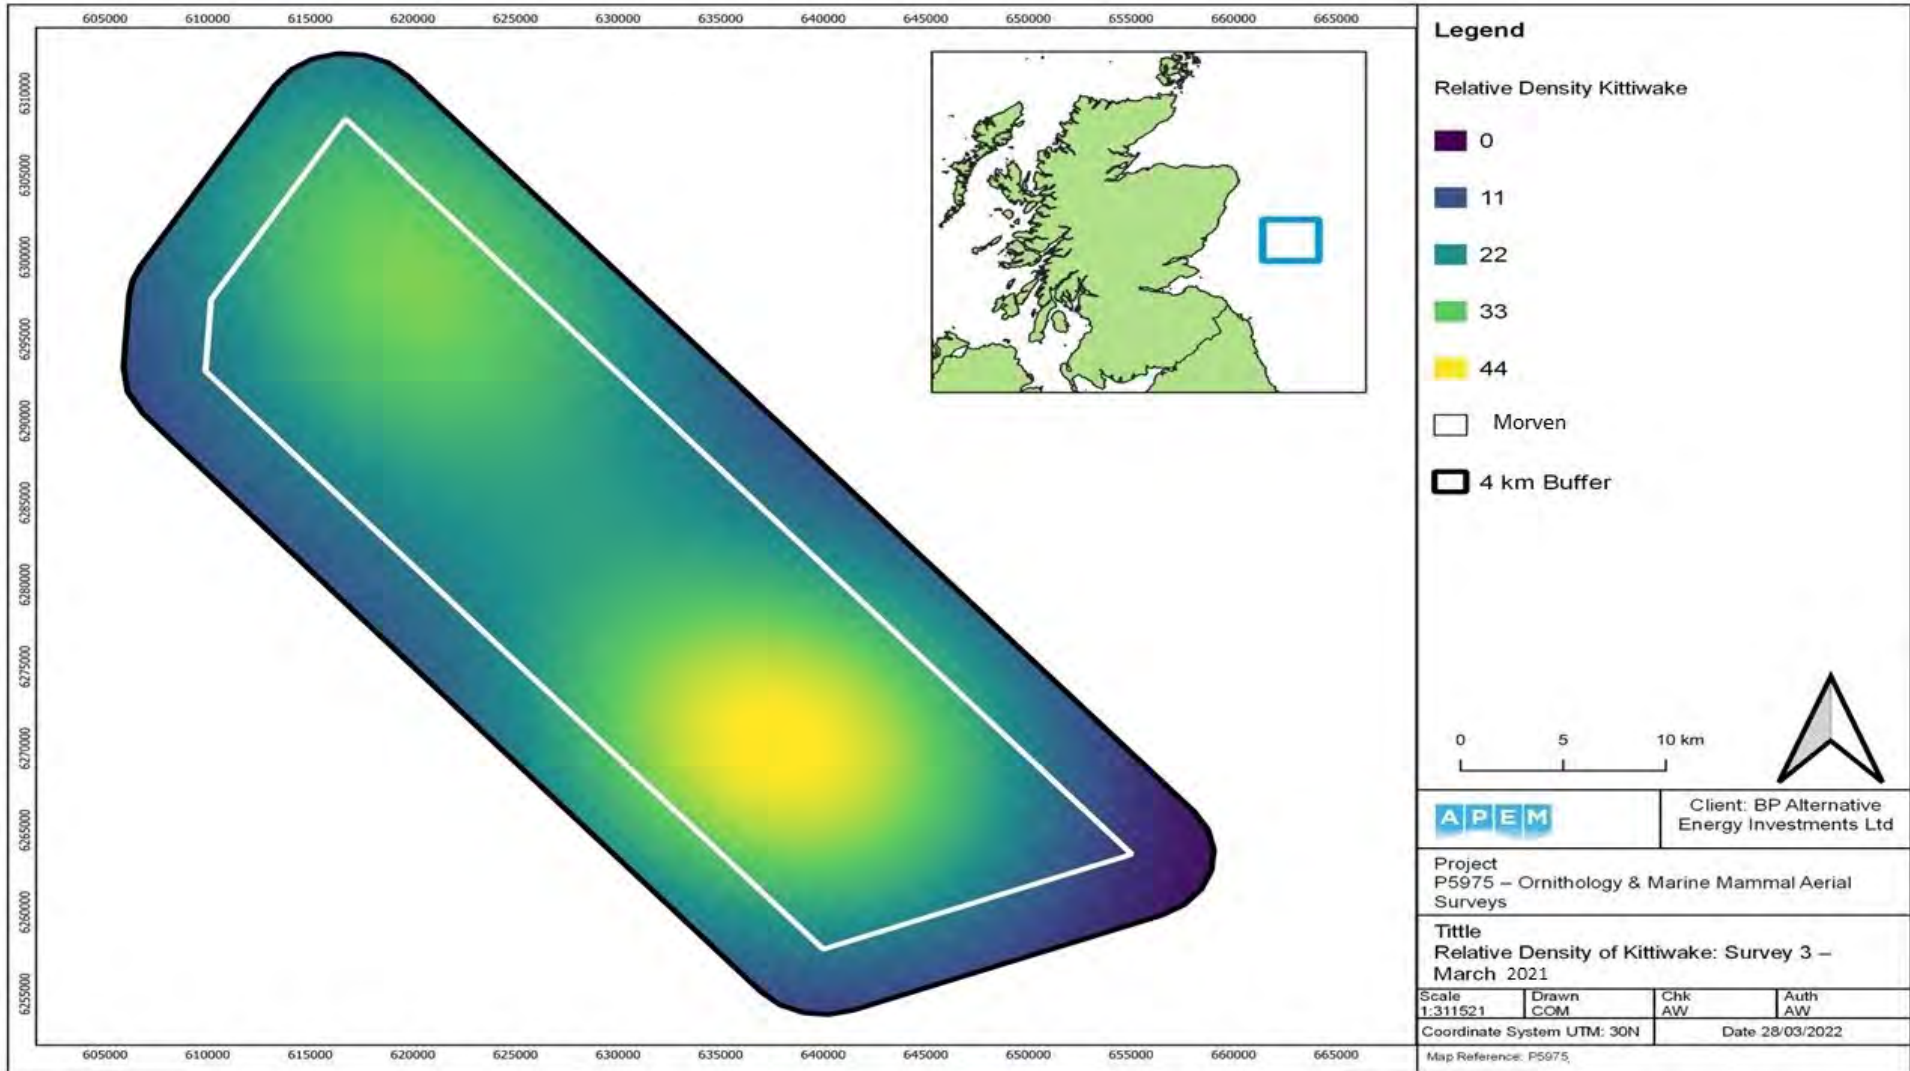 605000 610000 615000 620000 625000 630000 635000 640000 645000 650000 655000 660000 665000
6310000
6305000
6300000
6295000
6290000
6285000
6280000
6275000
6270000
6265000
6260000
6255000
605000 610000 615000 620000 625000 630000 635000 640000 645000 650000 655000 660000 665000
Legend
Relative Density Kittiwake
0
11
22
33
44
Morven
4 km Buffer
0 5 10 km
APEM
Client: BP Alternative
Energy Investments Ltd
Project
P5975 – Ornithology & Marine Mammal Aerial
Surveys
Tittle
Relative Density of Kittiwake: Survey 3 –
March 2021
Scale Drawn Chk Auth
1:311521 COM AW AW
Coordinate System UTM: 30N Date 28/03/2022
Map Reference: P5975